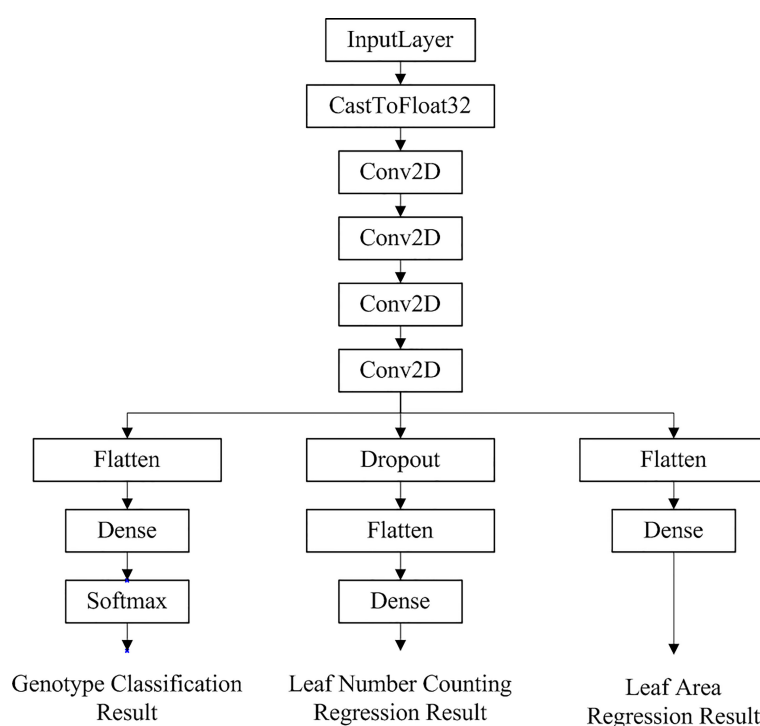 InputLayer
CastToFloat32
Conv2D
Conv2D
Conv2D
Conv2D
Flatten
Dropout
Flatten
Dense
Flatten
Dense
Softmax
Dense
Genotype Classification
Result
Leaf Number Counting
Regression Result
Leaf Area
Regression Result